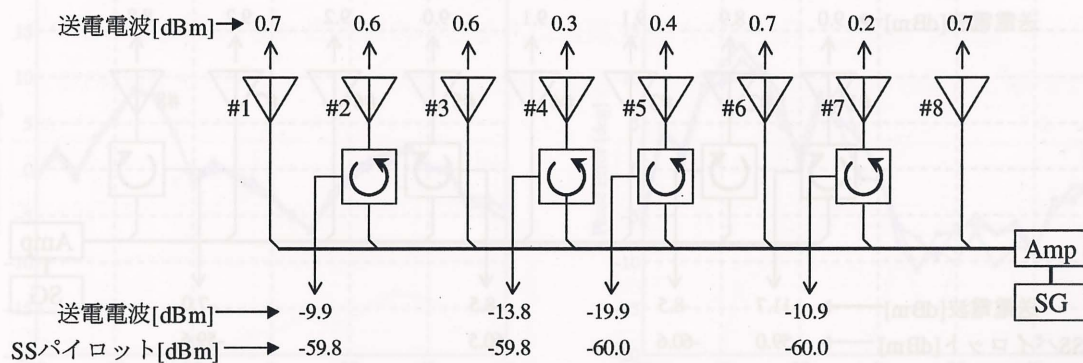 送電電波[dBm] 0.7 0.6 0.6 0.3 0.4 0.7 0.2 0.7
#1 #2 #3 #4 #5 #6 #7 #8
Amp
SG
送電電波[dBm] -9.9 -13.8 -19.9 -10.9
SSパイロット[dBm] -59.8 -59.8 -60.0 -60.0